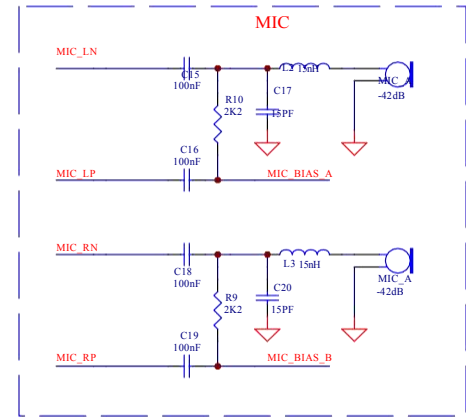 MIC
MIC_LN
C15
100nF
L2 15nH
MIC_A
-42dB
C17
15PF
R10
2K2
C16
100nF
MIC_LP
MIC_BIAS_A
MIC_RN
C18
100nF
L3 15nH
MIC_A
-42dB
C20
15PF
R9
2K2
C19
100nF
MIC_RP
MIC_BIAS_B